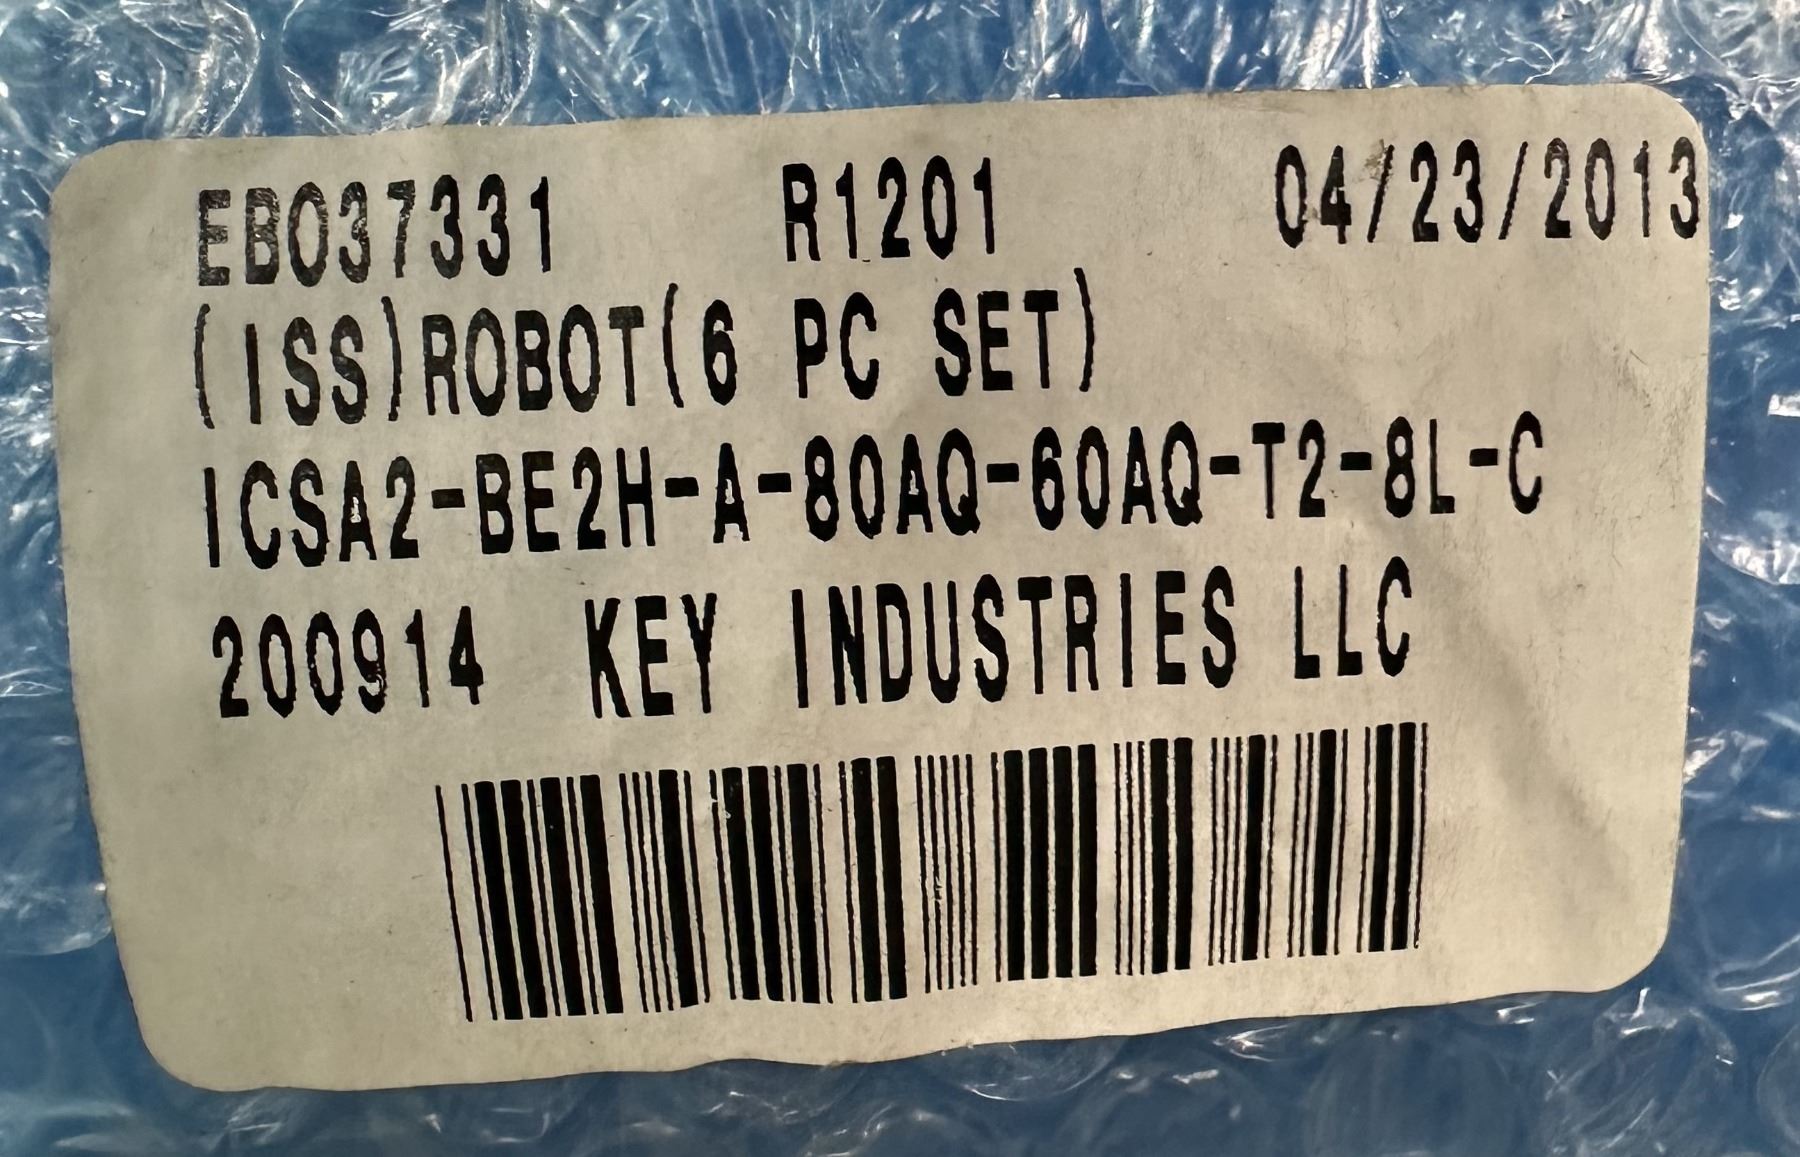 EB037331 R1201 04/23/2013
(ISS)ROBOT(6 PC SET)
ICSA2-BE2H-A-80AQ-60AQ-T2-8L-C
200914 KEY INDUSTRIES LLC